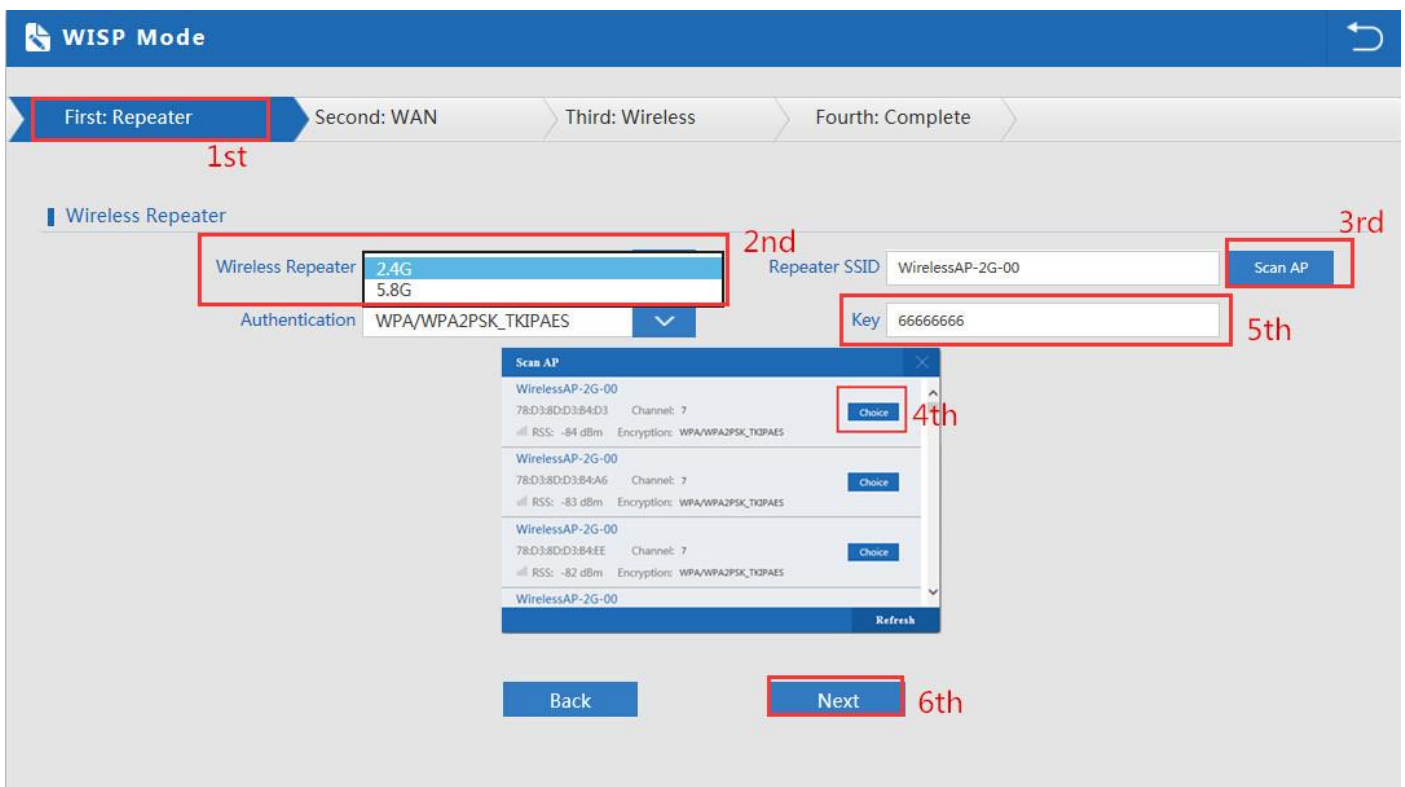 WISP Mode
First: Repeater
Second: WAN
Third: Wireless
Fourth: Complete
1st
Wireless Repeater
3rd
2nd
Wireless Repeater
2.4G
5.8G
Repeater SSID
WirelessAP-2G-00
Scan AP
Authentication
WPA/WPA2PSK_TKIPAES
Key
66666666
5th
Scan AP
WirelessAP-2G-00
78:D3:8D:D3:B4:D3 Channel: 7
Choice
4th
RSS: -84 dBm Encryption: WPA/WPA2PSK_TKIPAES
WirelessAP-2G-00
78:D3:8D:D3:B4:A6 Channel: 7
Choice
RSS: -83 dBm Encryption: WPA/WPA2PSK_TKIPAES
WirelessAP-2G-00
78:D3:8D:D3:B4:EE Channel: 7
Choice
RSS: -82 dBm Encryption: WPA/WPA2PSK_TKIPAES
WirelessAP-2G-00
Refresh
Back
Next
6th